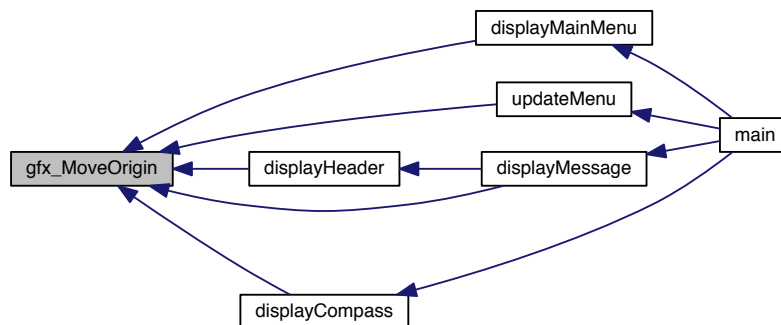 displayMainMenu
updateMenu
main
gfx_MoveOrigin
displayHeader
displayMessage
displayCompass